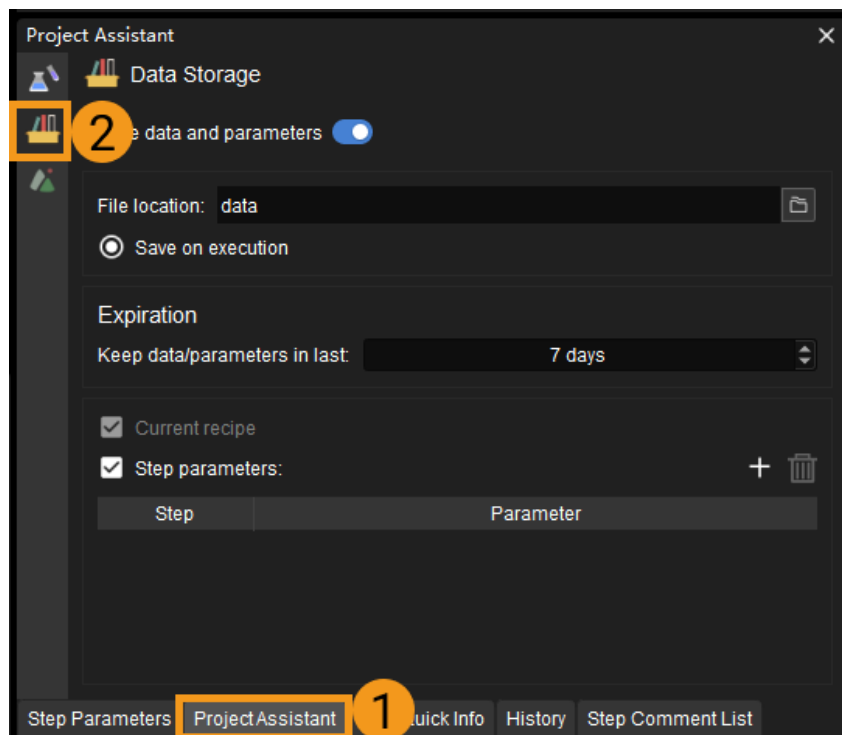 Project Assistant
Data Storage
2
data and parameters
File location: data
Save on execution
Expiration
Keep data/parameters in last: 7 days
Current recipe
Step parameters:
Step Parameter
Step Parameters Project Assistant 1 Info History Step Comment List